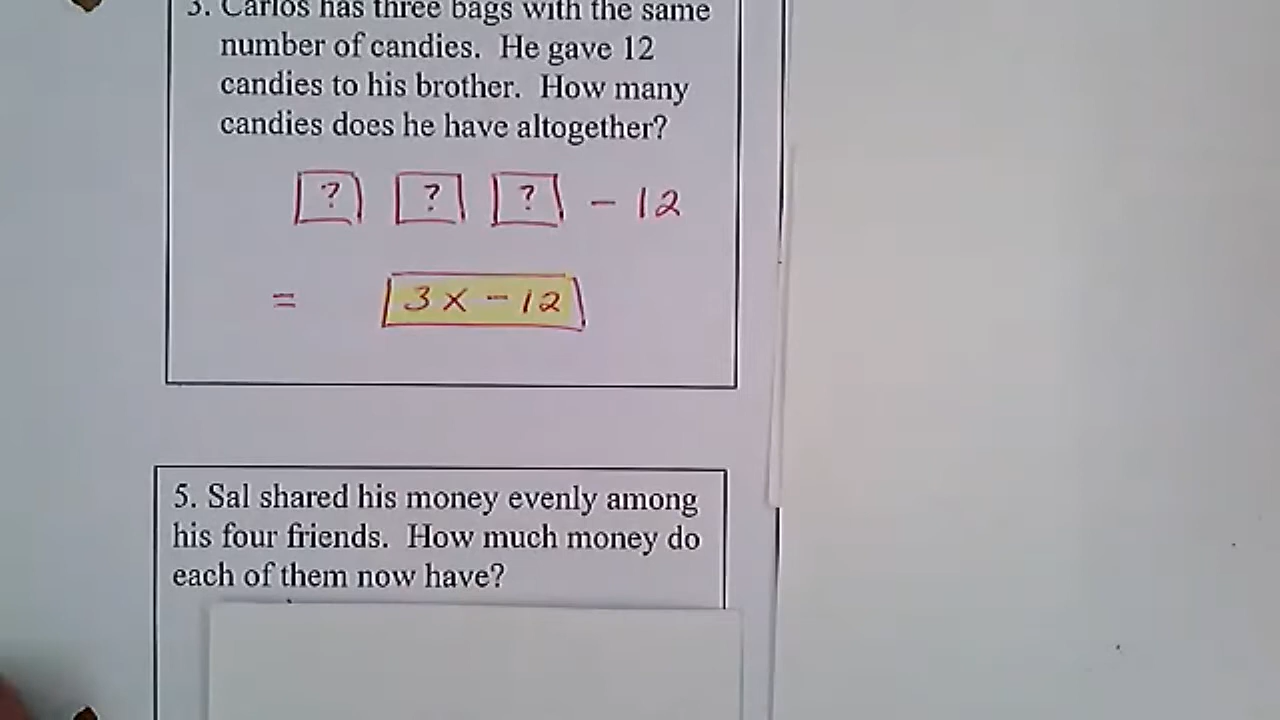 3. Carlos has three bags with the same
number of candies. He gave 12
candies to his brother. How many
candies does he have altogether?
? ? ? - 12
= 3x - 12
5. Sal shared his money evenly among
his four friends. How much money do
each of them now have?